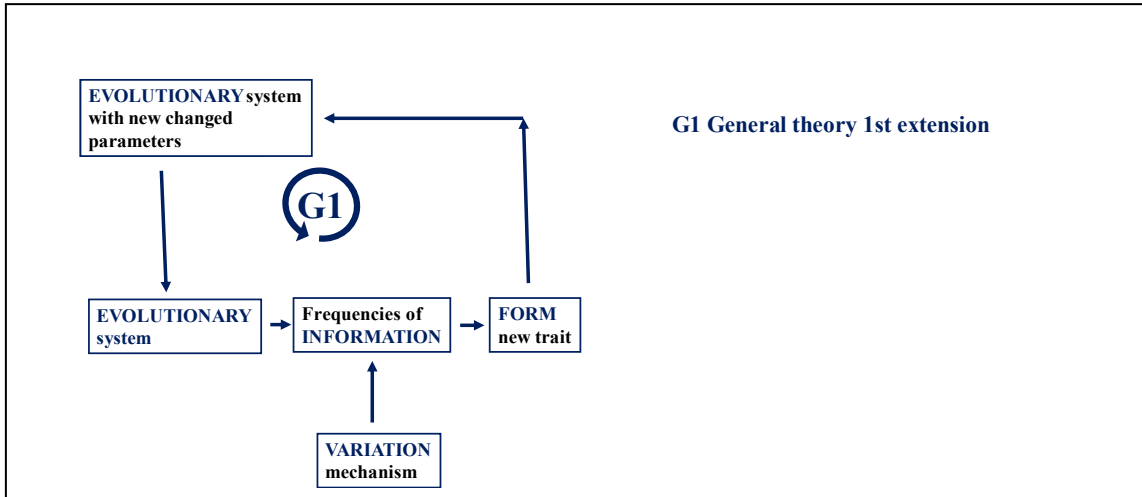 EVOLUTIONARY system
with new changed
parameters
G1 General theory 1st extension
G1
EVOLUTIONARY
system
Frequencies of
INFORMATION
FORM
new trait
VARIATION
mechanism